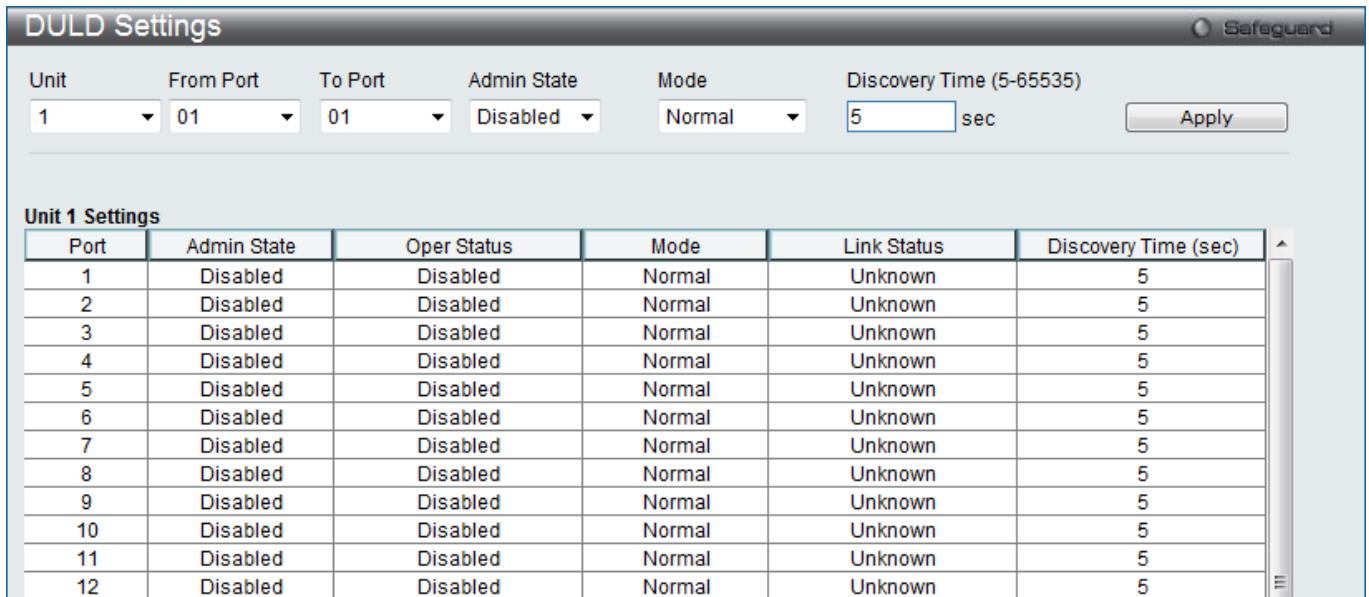 DULD Settings
Safeguard
Unit From Port To Port Admin State Mode Discovery Time (5-65535)
1 01 01 Disabled Normal 5 sec Apply
Unit 1 Settings
Port Admin State Oper Status Mode Link Status Discovery Time (sec)
1 Disabled Disabled Normal Unknown 5
2 Disabled Disabled Normal Unknown 5
3 Disabled Disabled Normal Unknown 5
4 Disabled Disabled Normal Unknown 5
5 Disabled Disabled Normal Unknown 5
6 Disabled Disabled Normal Unknown 5
7 Disabled Disabled Normal Unknown 5
8 Disabled Disabled Normal Unknown 5
9 Disabled Disabled Normal Unknown 5
10 Disabled Disabled Normal Unknown 5
11 Disabled Disabled Normal Unknown 5
12 Disabled Disabled Normal Unknown 5